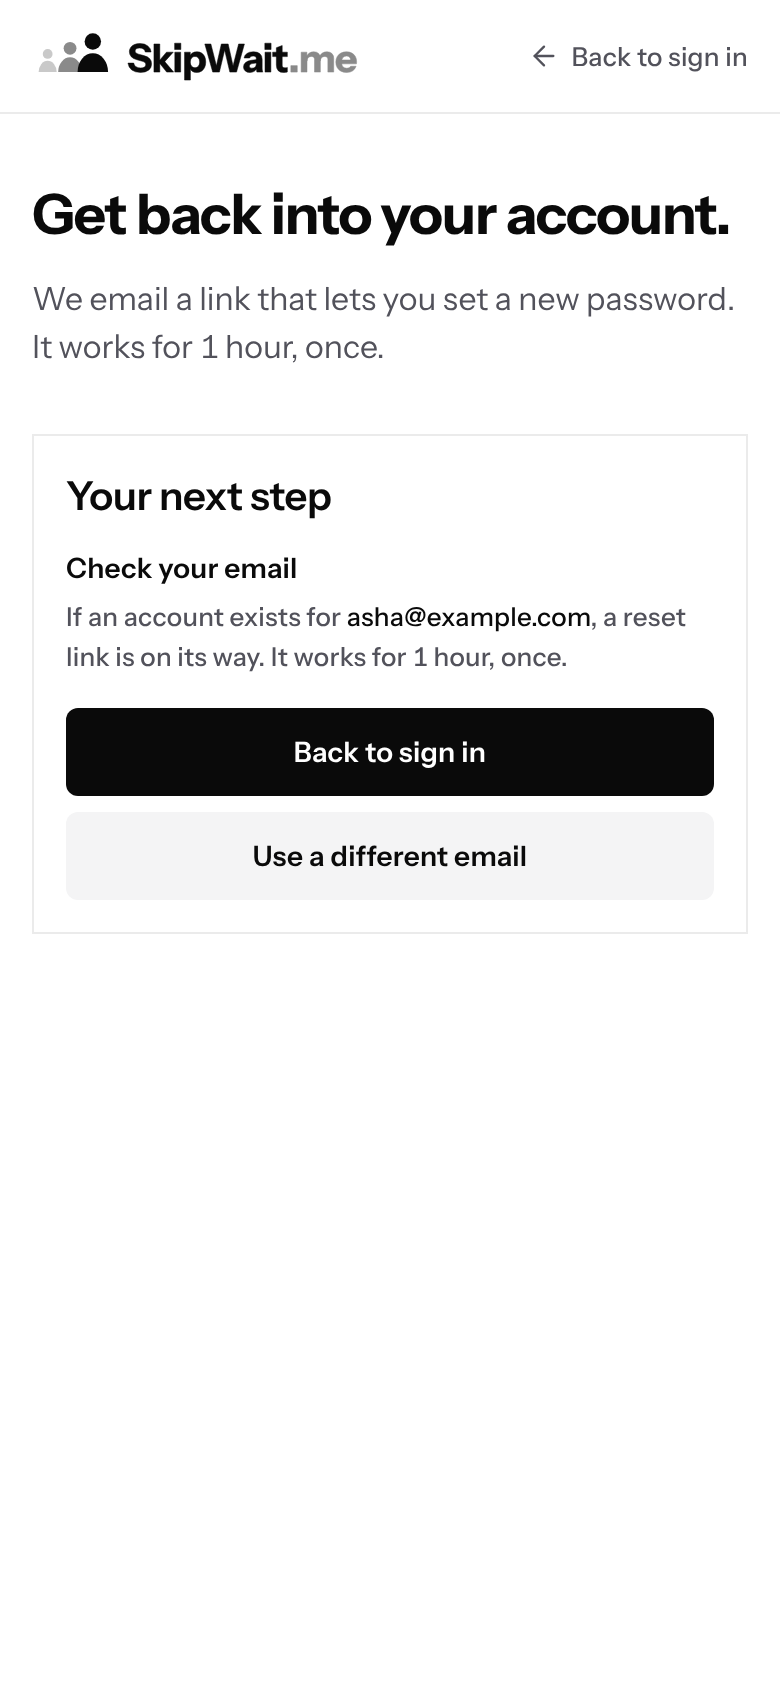 SkipWait.me
← Back to sign in
Get back into your account.
We email a link that lets you set a new password.
It works for 1 hour, once.
Your next step
Check your email
If an account exists for asha@example.com, a reset
link is on its way. It works for 1 hour, once.
Back to sign in
Use a different email